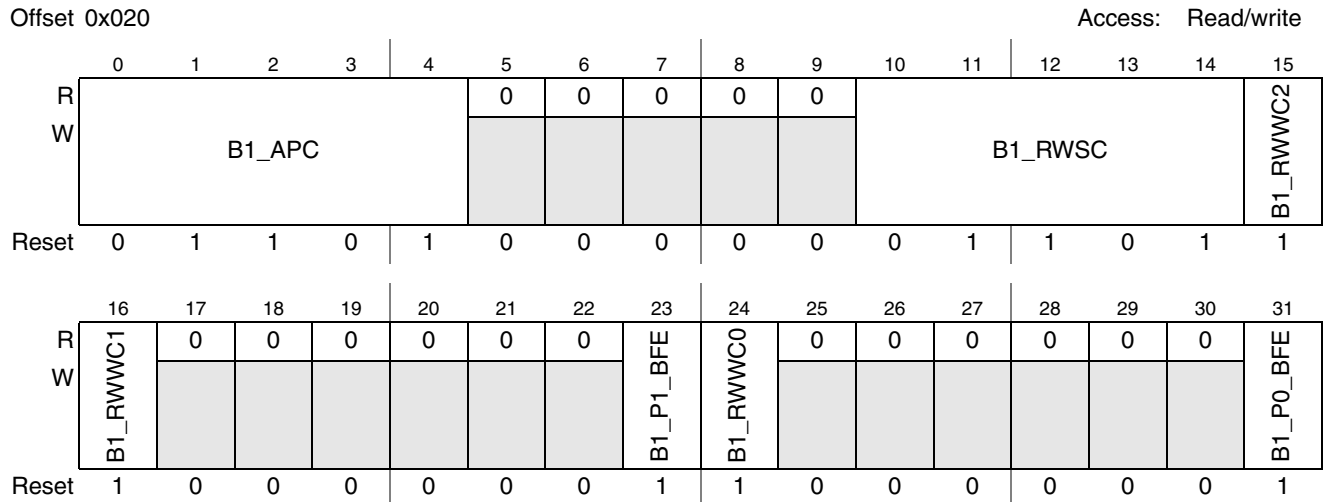 Offset 0x020 Access: Read/write
0 1 2 3 4 5 6 7 8 9 10 11 12 13 14 15
R 0 0 0 0 0
W B1_APC B1_RWSC B1_RWWC2
Reset 0 1 1 0 1 0 0 0 0 0 0 1 1 0 1 1
16 17 18 19 20 21 22 23 24 25 26 27 28 29 30 31
R 0 0 0 0 0 0 0 0 0 0 0 0
W B1_RWWC1 B1_P1_BFE B1_RWWC0 B1_P0_BFE
Reset 1 0 0 0 0 0 0 1 1 0 0 0 0 0 0 1